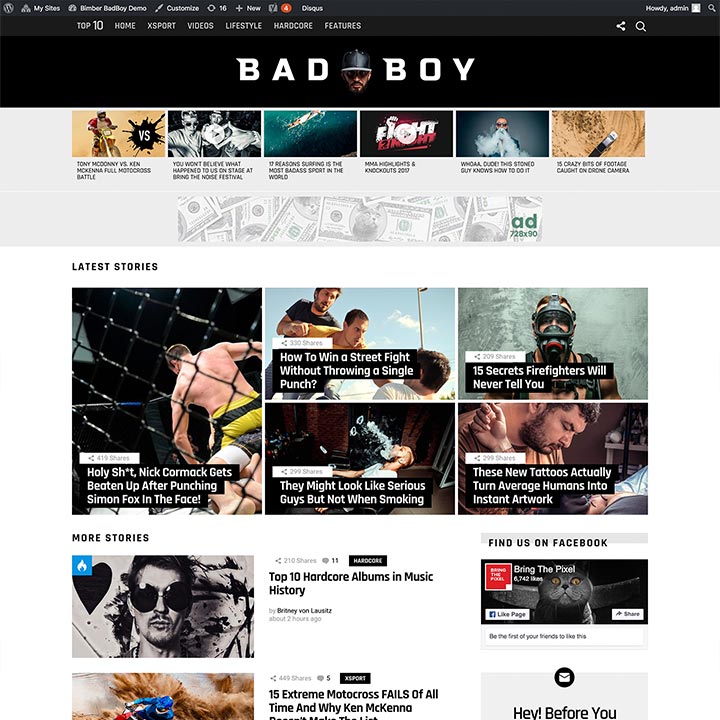 My Sites Bimber BadBoy Demo Customize 16 New 4 Disqus Howdy, admin
TOP 10 HOME XSPORT VIDEOS LIFESTYLE HARDCORE FEATURES
BAD BOY
VS
FIGHT
TONY MCDONNY VS. KEN
MCKENNA FULL MOTOCROSS
BATTLE
YOU WON'T BELIEVE WHAT
HAPPENED TO US ON STAGE AT
BRING THE NOISE FESTIVAL
17 REASONS SURFING IS THE
MOST BADASS SPORT IN THE
WORLD
MMA HIGHLIGHTS &
KNOCKOUTS 2017
WHOAA, DUDE! THIS STONED
GUY KNOWS HOW TO DO IT
15 CRAZY BITS OF FOOTAGE
CAUGHT ON DRONE CAMERA
ad
728x90
LATEST STORIES
419 Shares
Holy Sh*t, Nick Cormack Gets
Beaten Up After Punching
Simon Fox In The Face!
330 Shares
How To Win a Street Fight
Without Throwing a Single
Punch?
209 Shares
15 Secrets Firefighters Will
Never Tell You
299 Shares
They Might Look Like Serious
Guys But Not When Smoking
299 Shares
These New Tattoos Actually
Turn Average Humans Into
Instant Artwork
MORE STORIES
210 Shares 11 HARDCORE
Top 10 Hardcore Albums in Music
History
by Britney von Lausitz
about 2 hours ago
449 Shares 5 XSPORT
15 Extreme Motocross FAILS Of All
Time And Why Ken McKenna
Doesn't Make The List
FIND US ON FACEBOOK
BRING
THE
PIXEL
Bring The Pixel
6,742 likes
Like Page Share
Be the first of your friends to like this
Hey! Before You